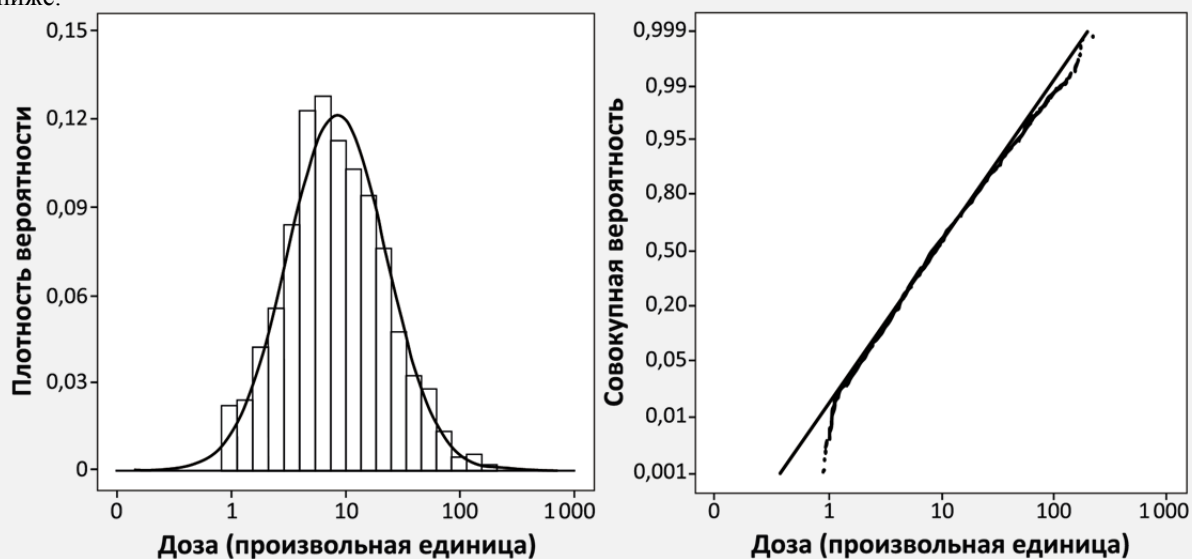 ниже.
0,15
0,12
0,09
0,06
0,03
0
Плотность вероятности
0 1 10 100 1 000
Доза (произвольная единица)
0,999
0,99
0,95
0,80
0,50
0,20
0,05
0,01
0,001
Совокупная вероятность
0 1 10 100 1 000
Доза (произвольная единица)